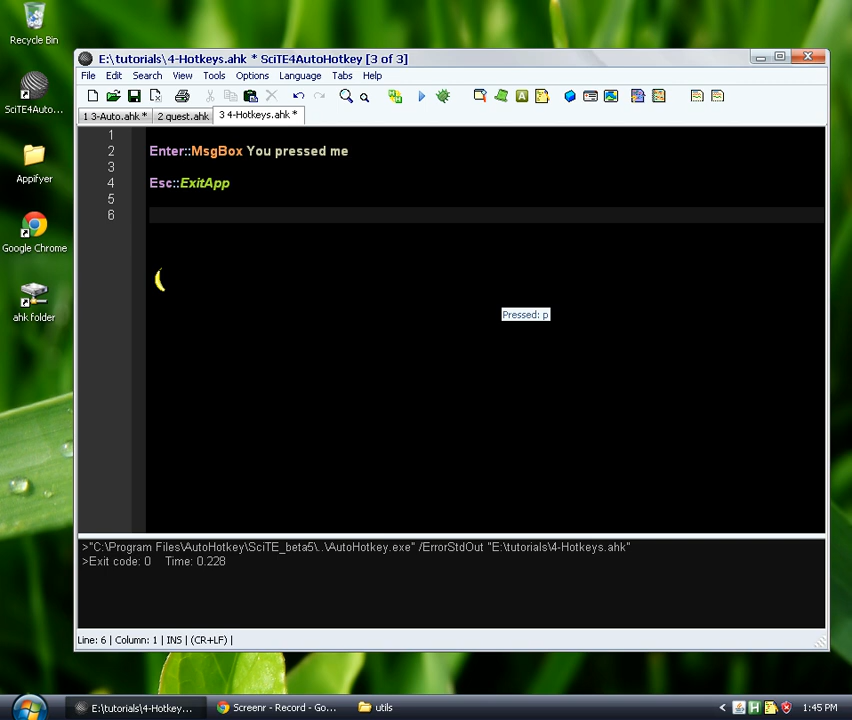 Recycle Bin
SciTE4Auto...
Appifyer
Google Chrome
ahk folder
E:\tutorials\4-Hotkeys.ahk * SciTE4AutoHotkey [3 of 3]
File Edit Search View Tools Options Language Tabs Help
1 3-Auto.ahk * 2 quest.ahk 3 4-Hotkeys.ahk *
1
2 Enter::MsgBox You pressed me
3
4 Esc::ExitApp
5
6
Pressed: p
>"C:\Program Files\AutoHotkey\SciTE_beta5\..\AutoHotkey.exe" /ErrorStdOut "E:\tutorials\4-Hotkeys.ahk"
>Exit code: 0 Time: 0.228
Line: 6 | Column: 1 | INS | (CR+LF) |
E:\tutorials\4-Hotkey... Screenr - Record - Go... utils 1:45 PM